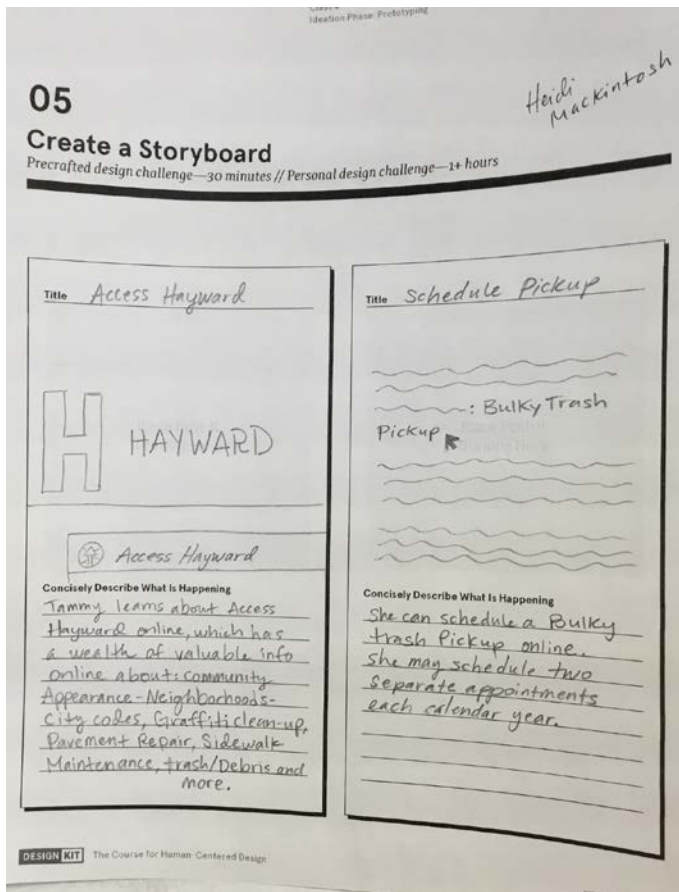 Ideation Phase: Prototyping
Heidi
Mackintosh
05
Create a Storyboard
Precrafted design challenge—30 minutes // Personal design challenge—1+ hours
Title Access Hayward
H HAYWARD
Access Hayward
Concisely Describe What Is Happening
Tammy learns about Access
Hayward online, which has
a wealth of valuable info
online about: community
Appearance-Neighborhoods-
City codes, Graffiti clean-up,
Pavement Repair, Sidewalk
Maintenance, trash/Debris and
more.
Title Schedule Pickup
: Bulky Trash
Pickup
Concisely Describe What Is Happening
She can schedule a Bulky
trash Pickup online.
She may schedule two
separate appointments
each calendar year.
DESIGN KIT The Course for Human-Centered Design